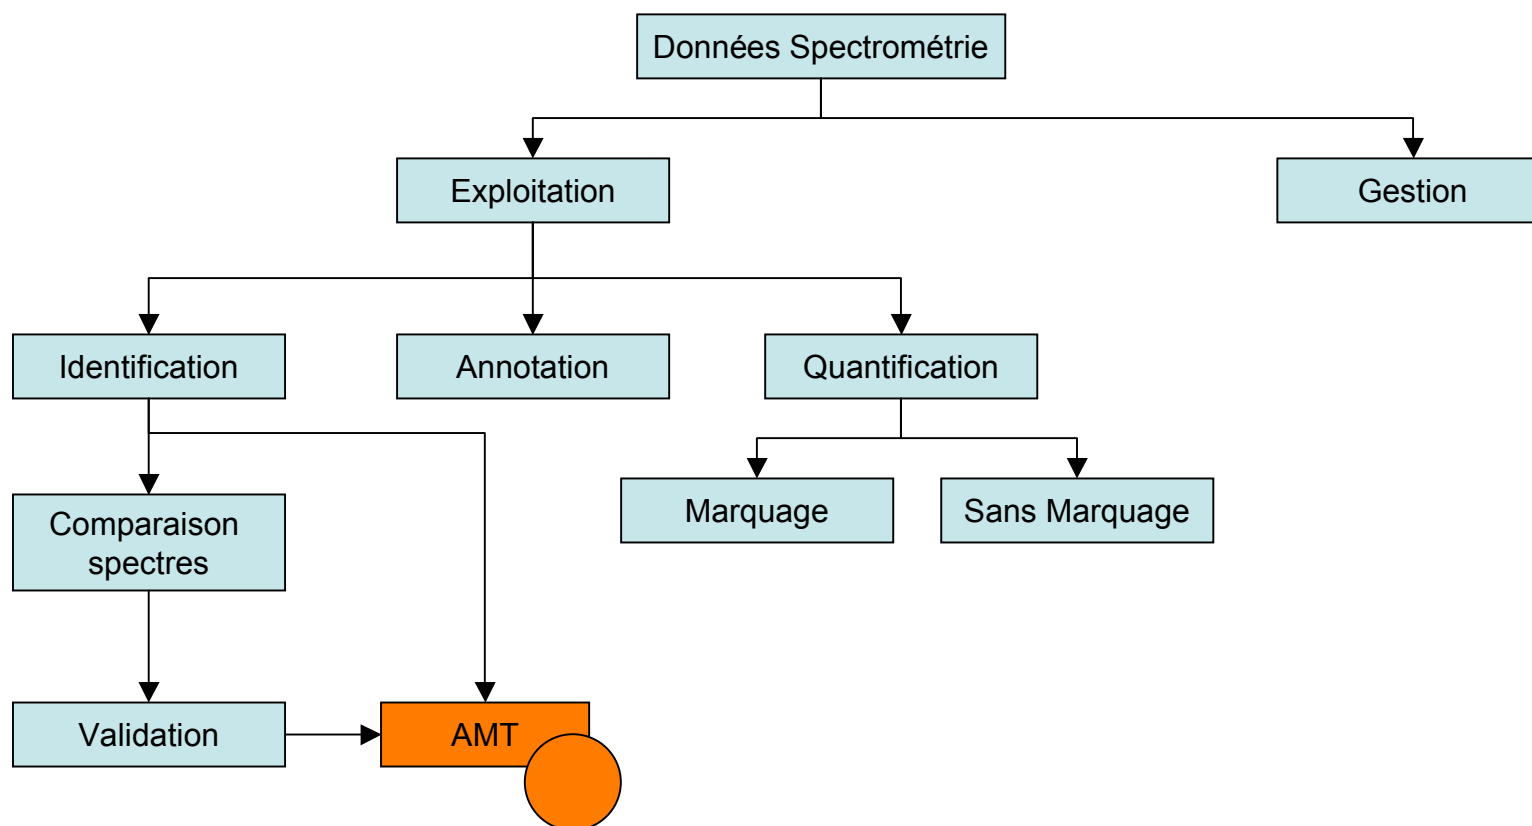 Données Spectrométrie
Exploitation
Gestion
Identification
Annotation
Quantification
Marquage
Sans Marquage
Comparaison
spectres
Validation
AMT